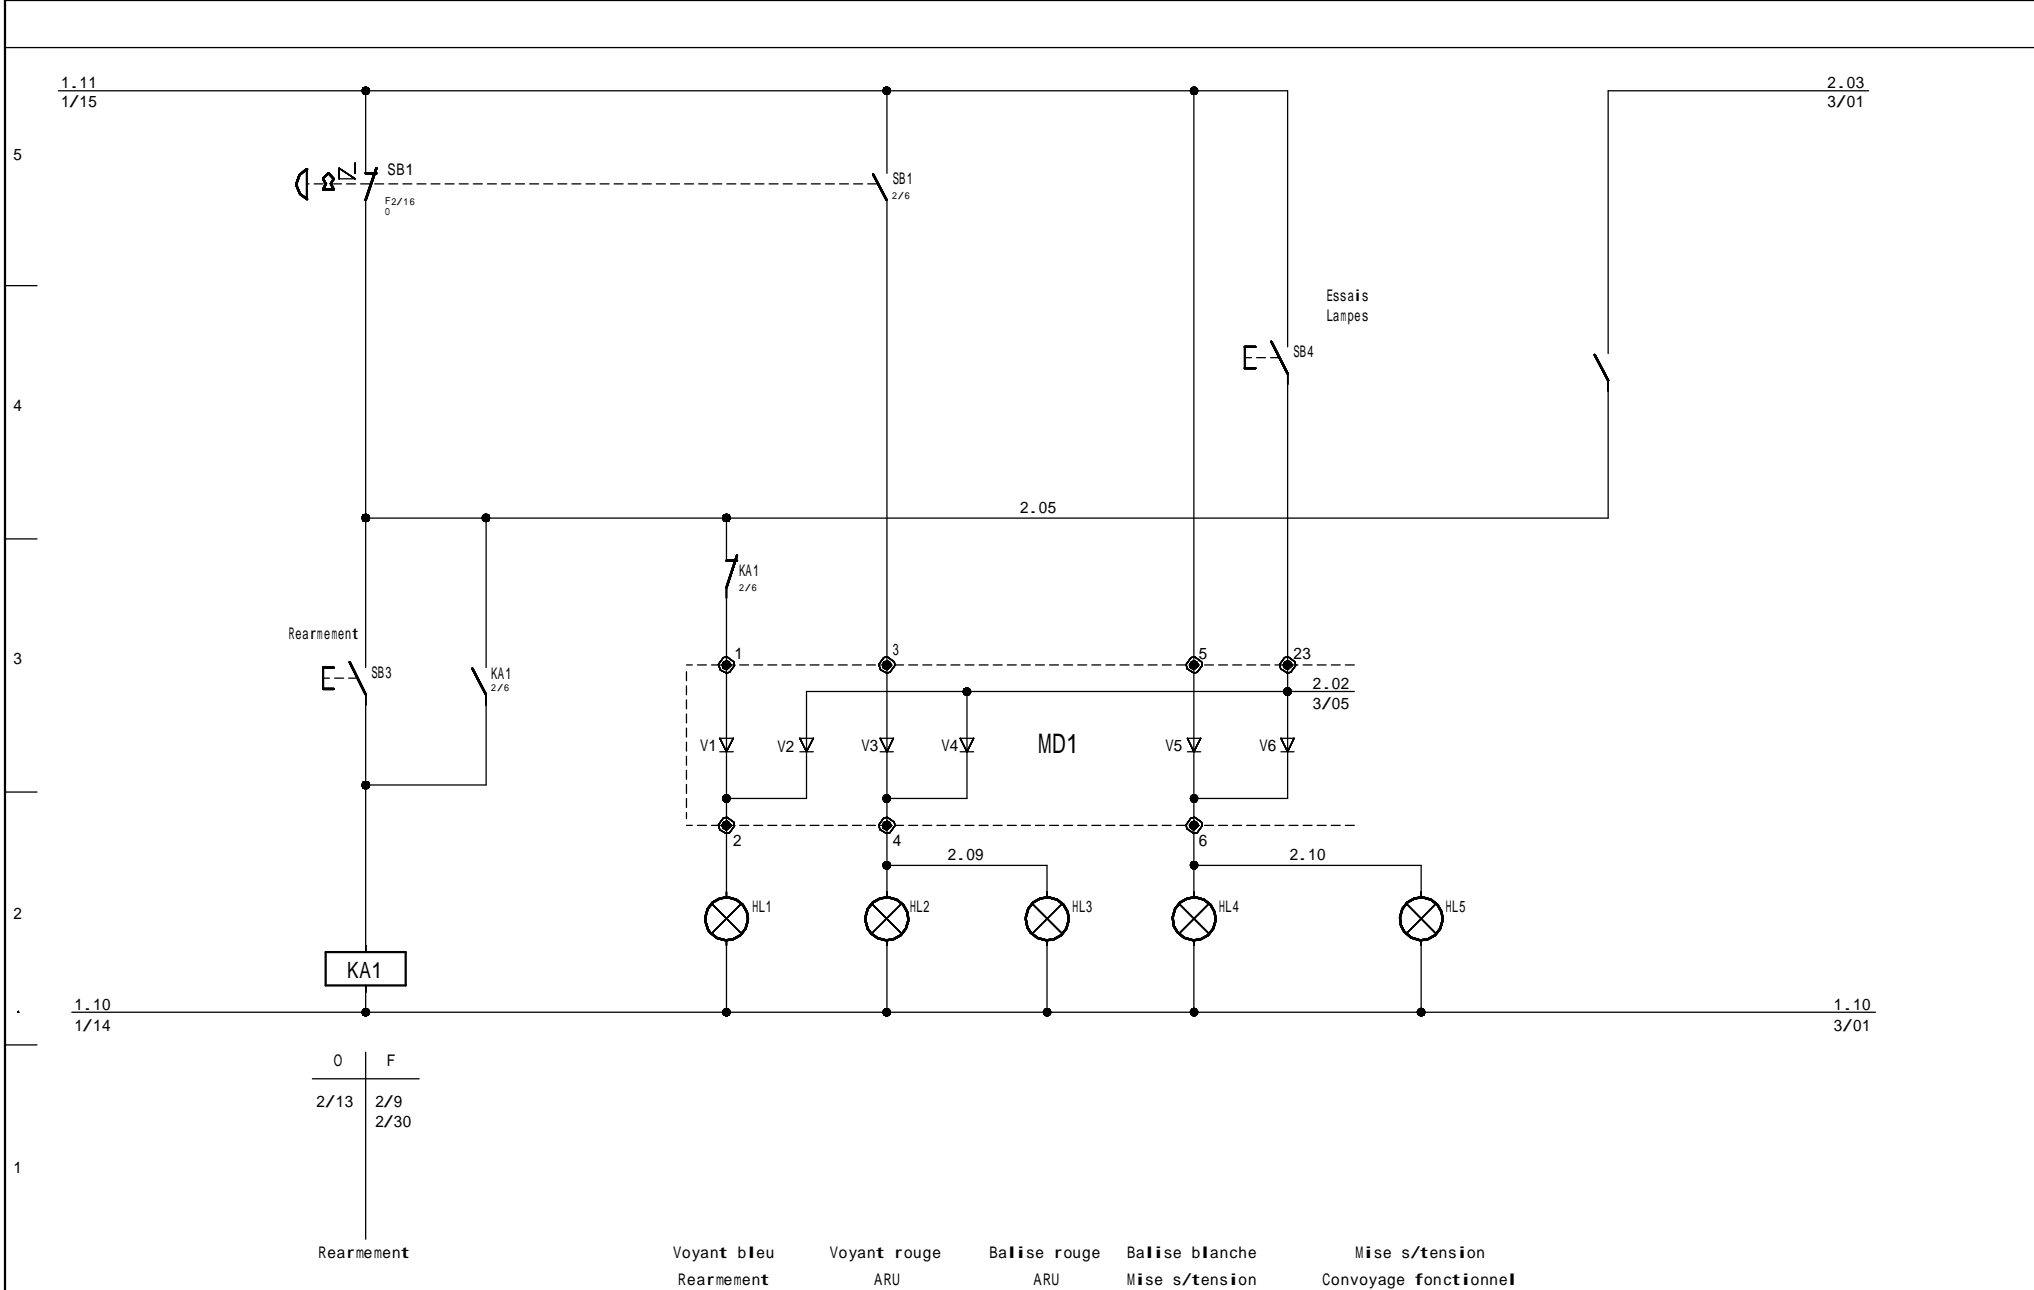 1.11
1/15
2.03
3/01
5
SB1
F2/16
0
SB1
2/6
Essais
Lampes
SB4
4
2.05
KA1
2/6
Rearmement
3
SB3
KA1
2/6
1
3
5
23
2.02
3/05
V1
V2
V3
V4
MD1
V5
V6
2
4
6
2.09
2.10
2
HL1
HL2
HL3
HL4
HL5
KA1
1.10
1/14
1.10
3/01
O F
2/13 2/9
2/30
1
Rearmement
Voyant bleu
Rearmement
Voyant rouge
ARU
Balise rouge
ARU
Balise blanche
Mise s/tension
Mise s/tension
Convoyage fonctionnel